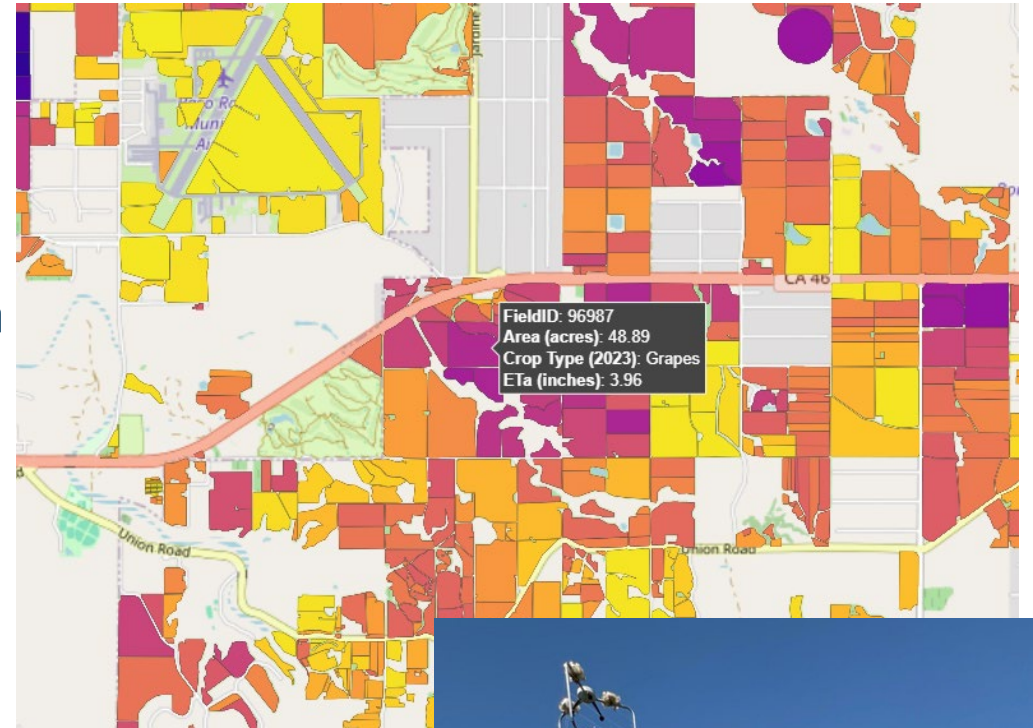 Jardine
CA 46
FieldID: 96987
Area (acres): 48.89
Crop Type (2023): Grapes
ETa (inches): 3.96
Union Road
Union Road